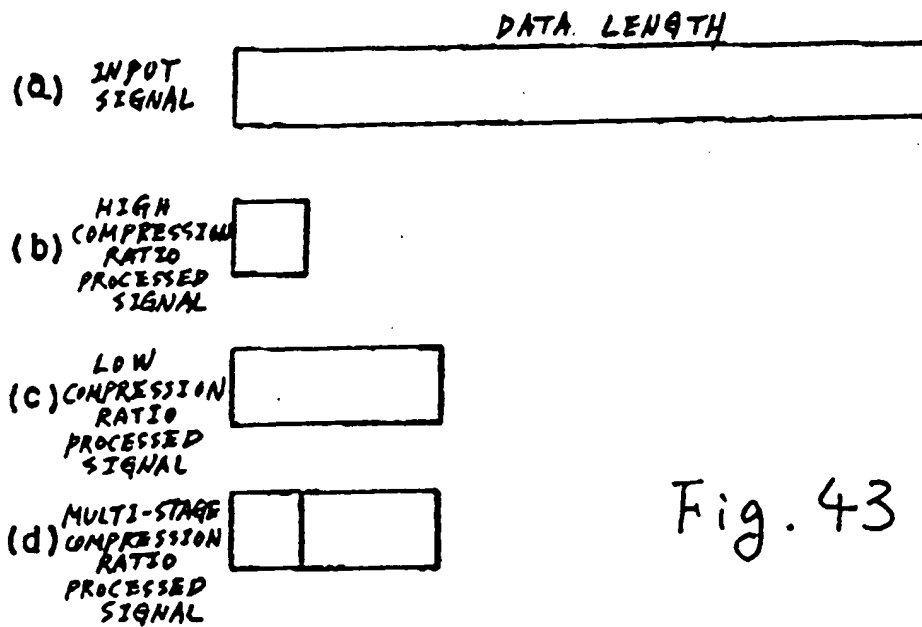 DATA. LENGTH
(a) INPUT
SIGNAL
(b) HIGH
COMPRESSION
RATIO
PROCESSED
SIGNAL
(c) LOW
COMPRESSION
RATIO
PROCESSED
SIGNAL
(d) MULTI-STAGE
COMPRESSION
RATIO
PROCESSED
SIGNAL
Fig. 43